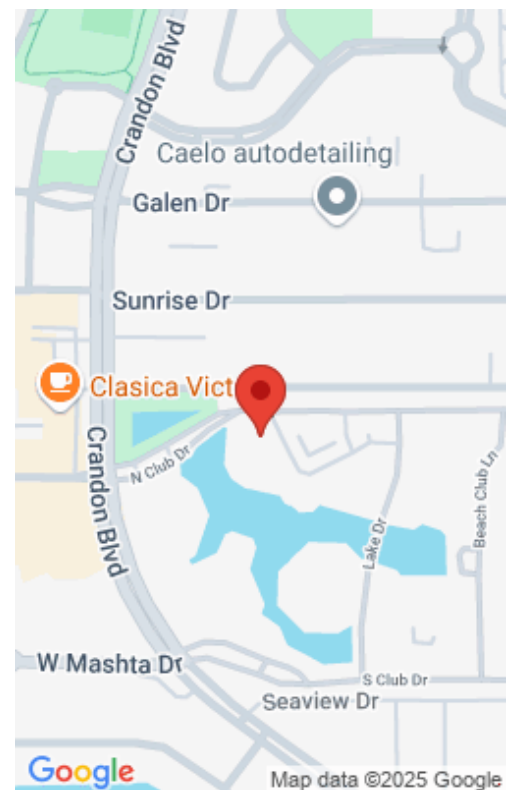 Crandon Blvd
Caelo autodetailing
Galen Dr
Sunrise Dr
Clasica Vict
N Club Dr
Crandon Blvd
Beach Club Ln
Lake Dr
W Mashta Dr
S Club Dr
Seaview Dr
Google
Map data ©2025 Google